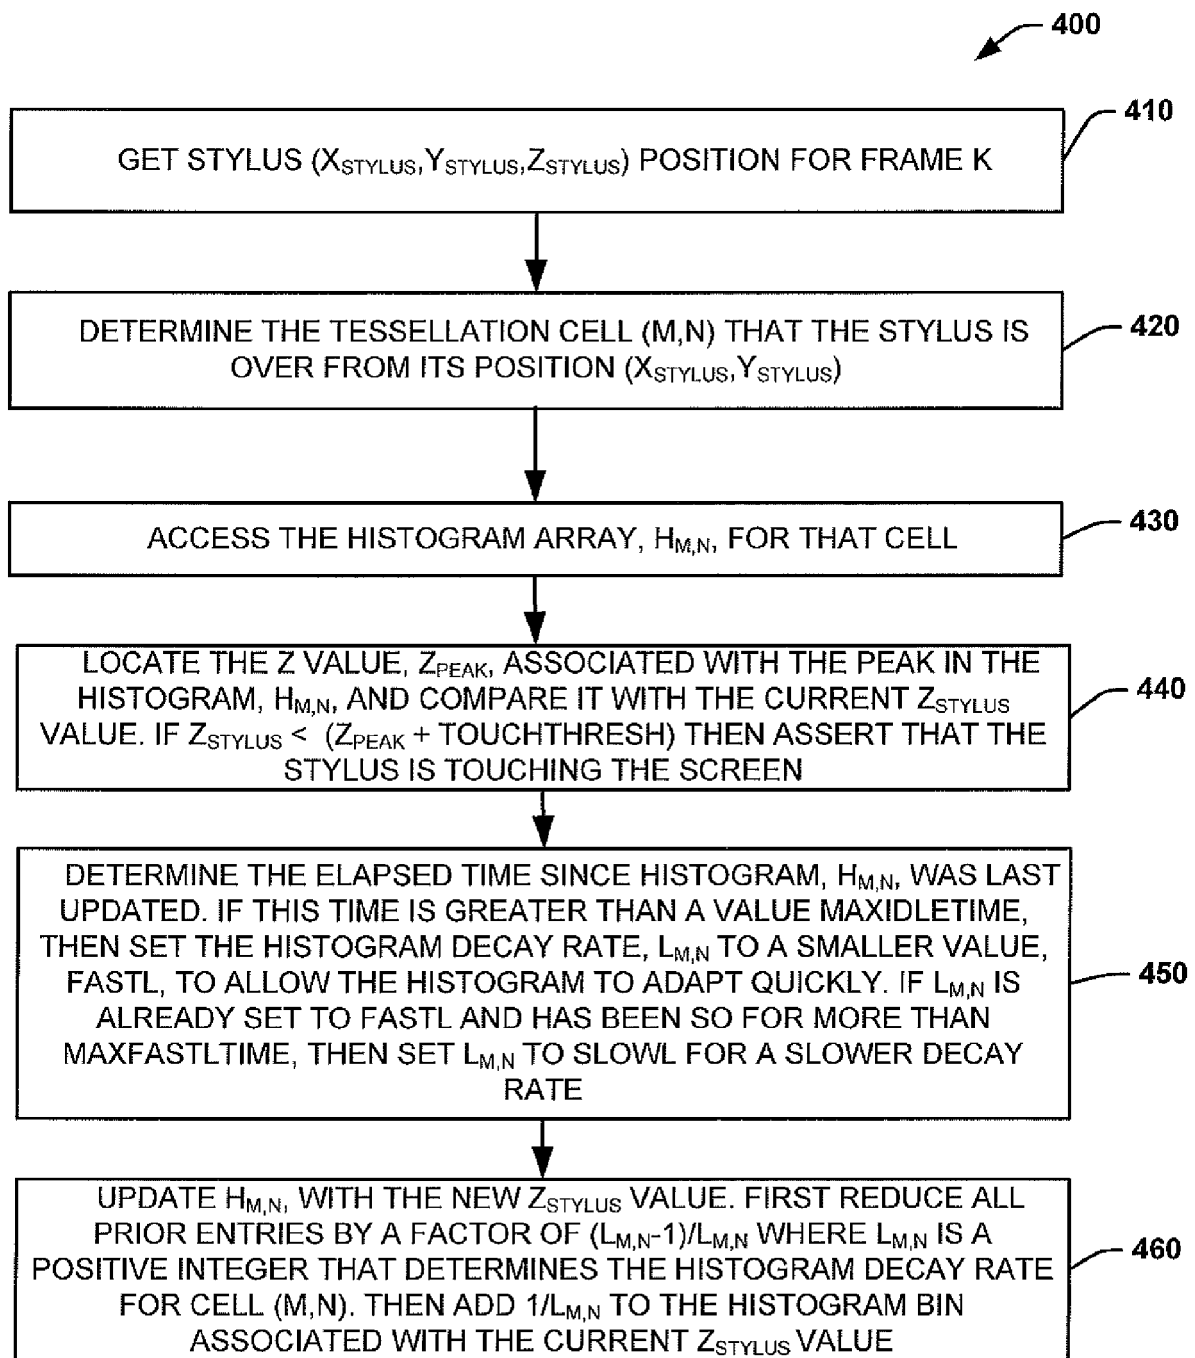 400
410
GET STYLUS (XSTYLUS,YSTYLUS,ZSTYLUS) POSITION FOR FRAME K
DETERMINE THE TESSELLATION CELL (M,N) THAT THE STYLUS IS
OVER FROM ITS POSITION (XSTYLUS,YSTYLUS)
420
ACCESS THE HISTOGRAM ARRAY, HM,N, FOR THAT CELL
430
LOCATE THE Z VALUE, ZPEAK, ASSOCIATED WITH THE PEAK IN THE
HISTOGRAM, HM,N, AND COMPARE IT WITH THE CURRENT ZSTYLUS
VALUE. IF ZSTYLUS < (ZPEAK + TOUCHTHRESH) THEN ASSERT THAT THE
STYLUS IS TOUCHING THE SCREEN
440
DETERMINE THE ELAPSED TIME SINCE HISTOGRAM, HM,N, WAS LAST
UPDATED. IF THIS TIME IS GREATER THAN A VALUE MAXIDLETIME,
THEN SET THE HISTOGRAM DECAY RATE, LM,N TO A SMALLER VALUE,
FASTL, TO ALLOW THE HISTOGRAM TO ADAPT QUICKLY. IF LM,N IS
ALREADY SET TO FASTL AND HAS BEEN SO FOR MORE THAN
MAXFASTLTIME, THEN SET LM,N TO SLOWL FOR A SLOWER DECAY
RATE
450
UPDATE HM,N, WITH THE NEW ZSTYLUS VALUE. FIRST REDUCE ALL
PRIOR ENTRIES BY A FACTOR OF (LM,N-1)/LM,N WHERE LM,N IS A
POSITIVE INTEGER THAT DETERMINES THE HISTOGRAM DECAY RATE
FOR CELL (M,N). THEN ADD 1/LM,N TO THE HISTOGRAM BIN
ASSOCIATED WITH THE CURRENT ZSTYLUS VALUE
460